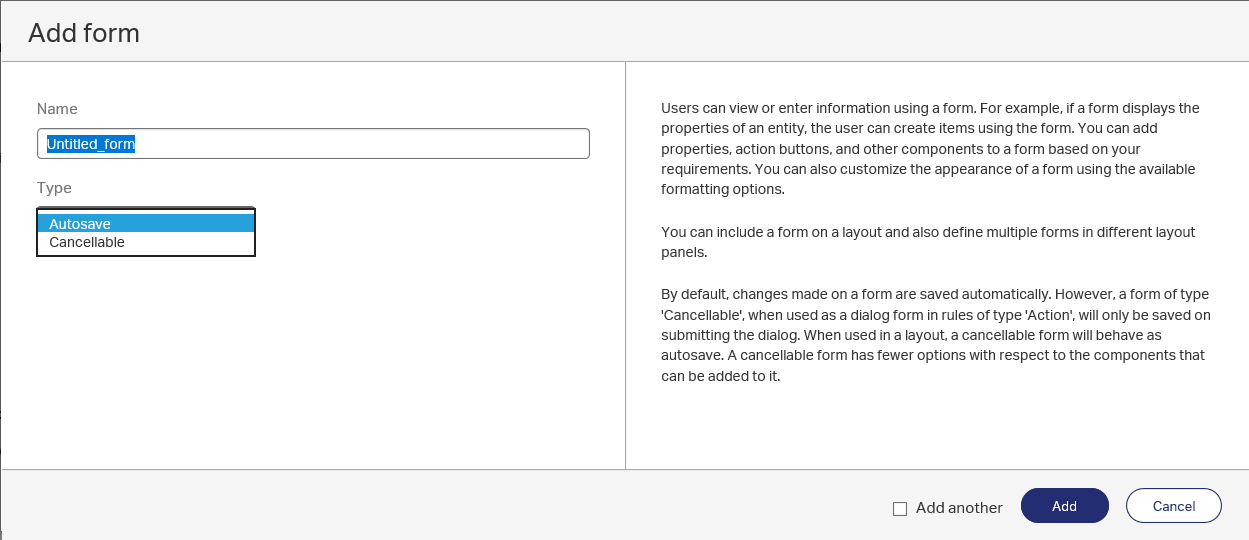 Add form
Name
Untitled_form
Type
Autosave
Cancellable
Users can view or enter information using a form. For example, if a form displays the
properties of an entity, the user can create items using the form. You can add
properties, action buttons, and other components to a form based on your
requirements. You can also customize the appearance of a form using the available
formatting options.
You can include a form on a layout and also define multiple forms in different layout
panels.
By default, changes made on a form are saved automatically. However, a form of type
'Cancellable', when used as a dialog form in rules of type 'Action', will only be saved on
submitting the dialog. When used in a layout, a cancellable form will behave as
autosave. A cancellable form has fewer options with respect to the components that
can be added to it.
Add another
Add
Cancel